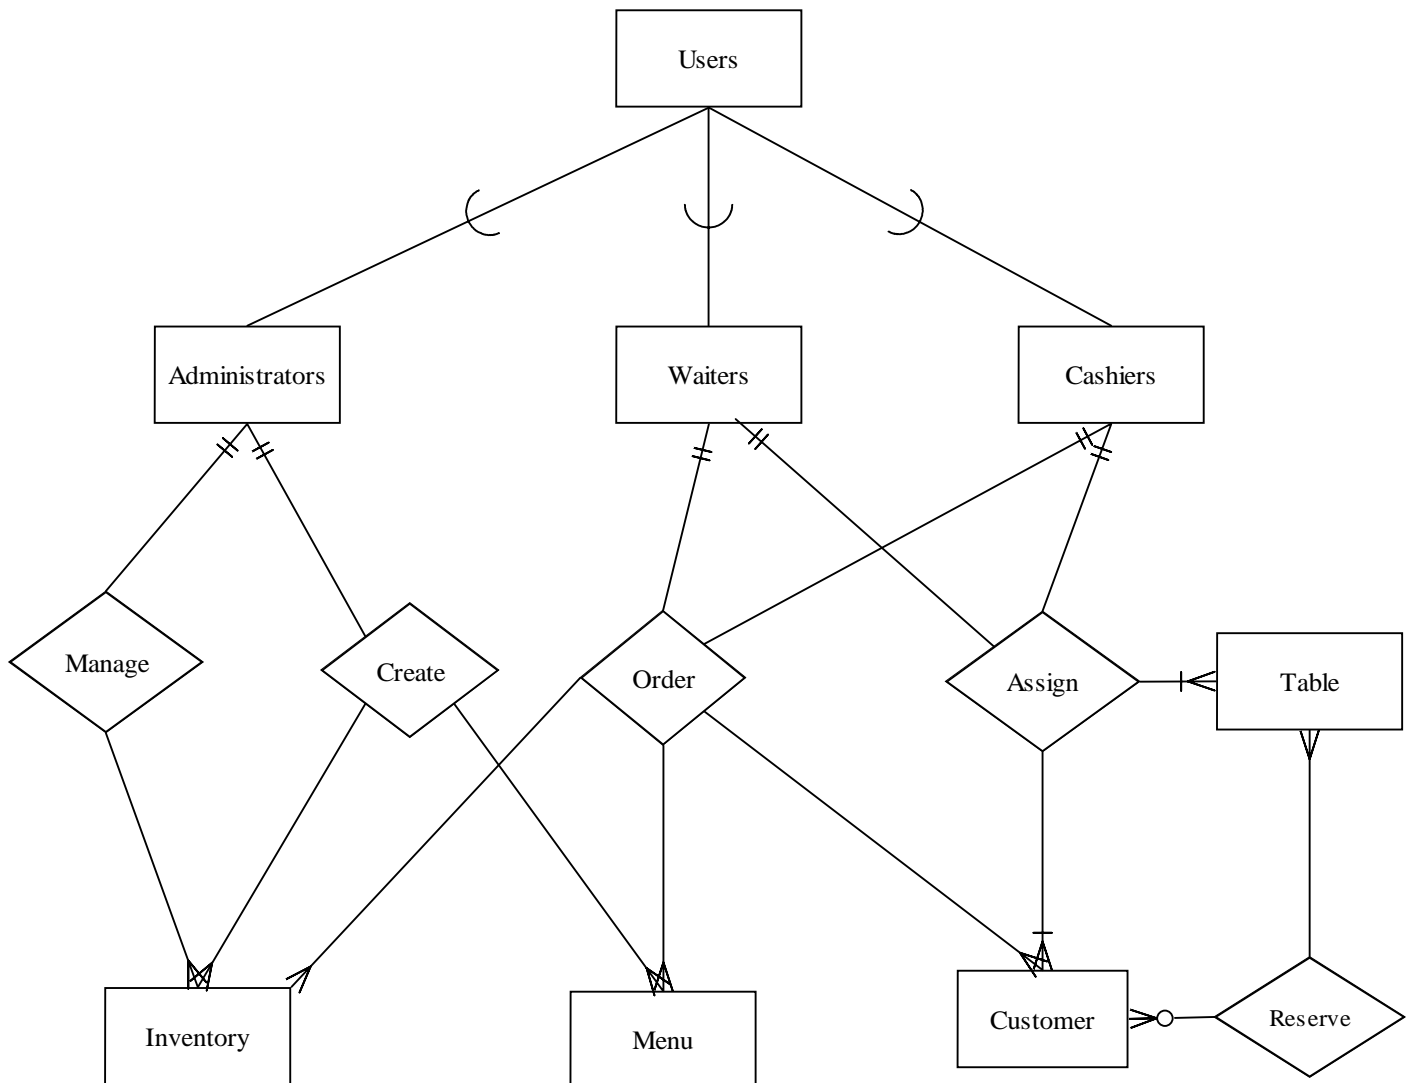 Users
Administrators
Waiters
Cashiers
Manage
Create
Order
Assign
Table
Inventory
Menu
Customer
Reserve